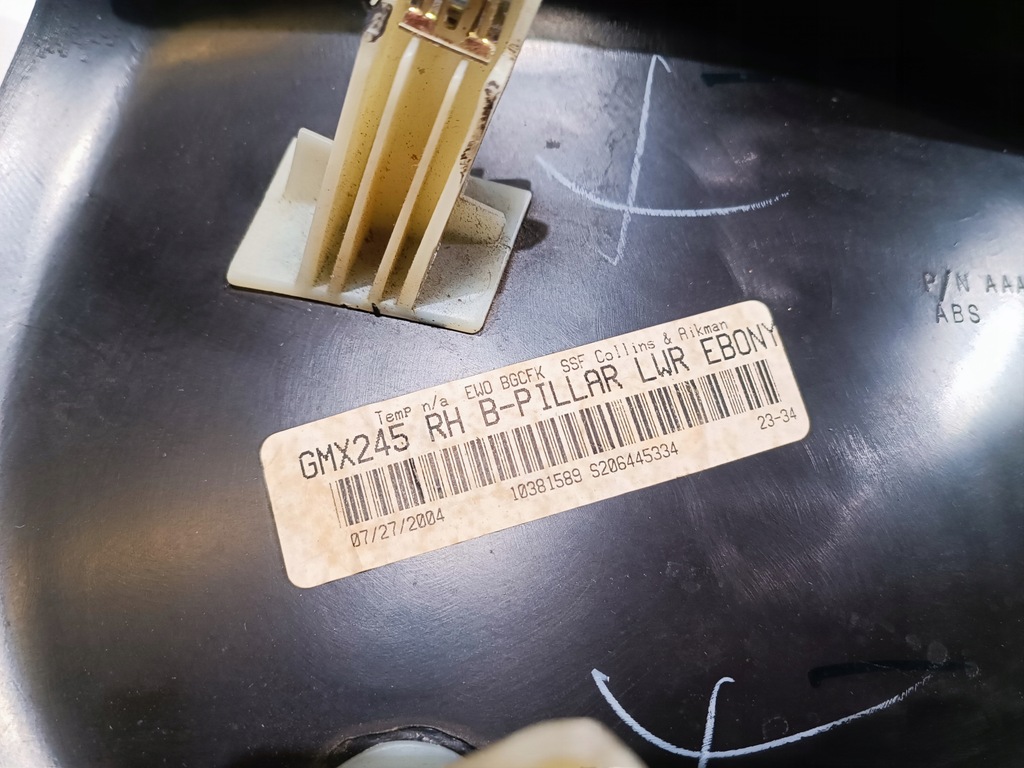 P/N AAA
ABS
Temp n/a EWO BGCFK SSF Collins & Aikman
GMX245 RH B-PILLAR LWR EBONY
07/27/2004 10381589 S206445334 23-34